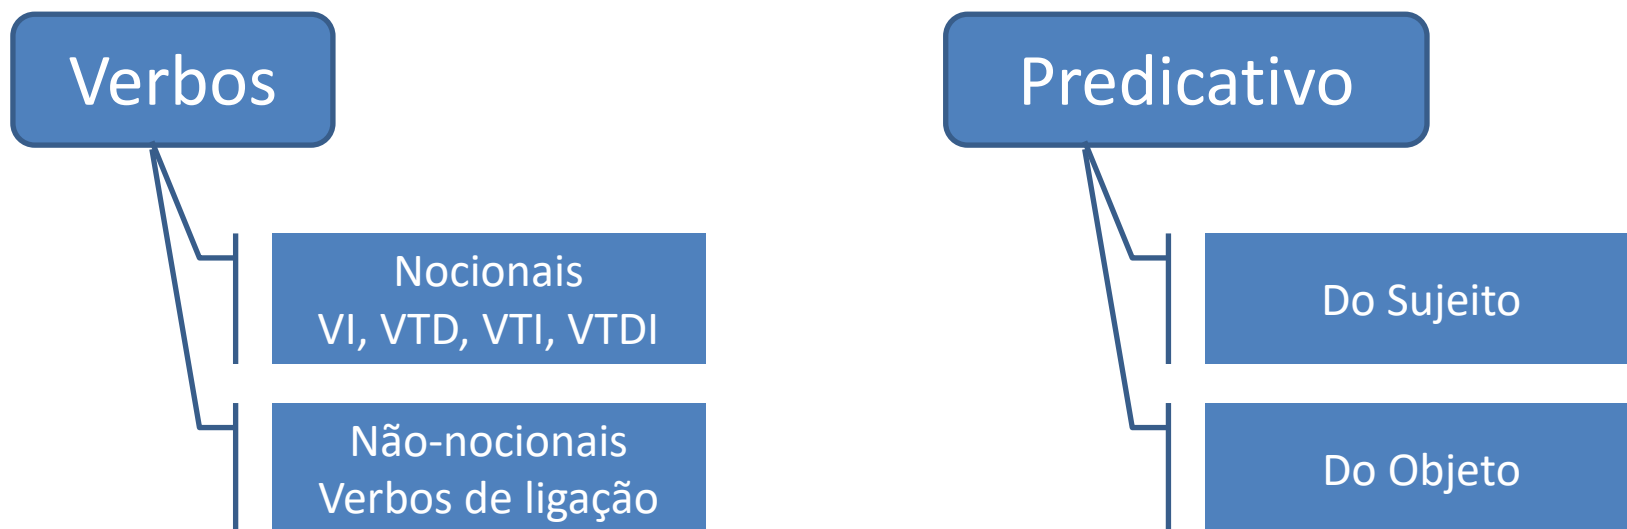 Verbos
Nocionais
VI, VTD, VTI, VTDI
Não-nocionais
Verbos de ligação
Predicativo
Do Sujeito
Do Objeto